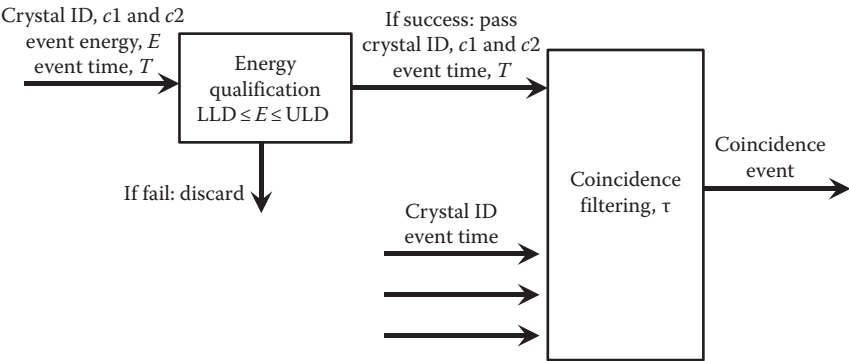 Crystal ID, c1 and c2
event energy, E
event time, T
Energy
qualification
LLD ≤ E ≤ ULD
If success: pass
crystal ID, c1 and c2
event time, T
If fail: discard
Crystal ID
event time
Coincidence
filtering, τ
Coincidence
event